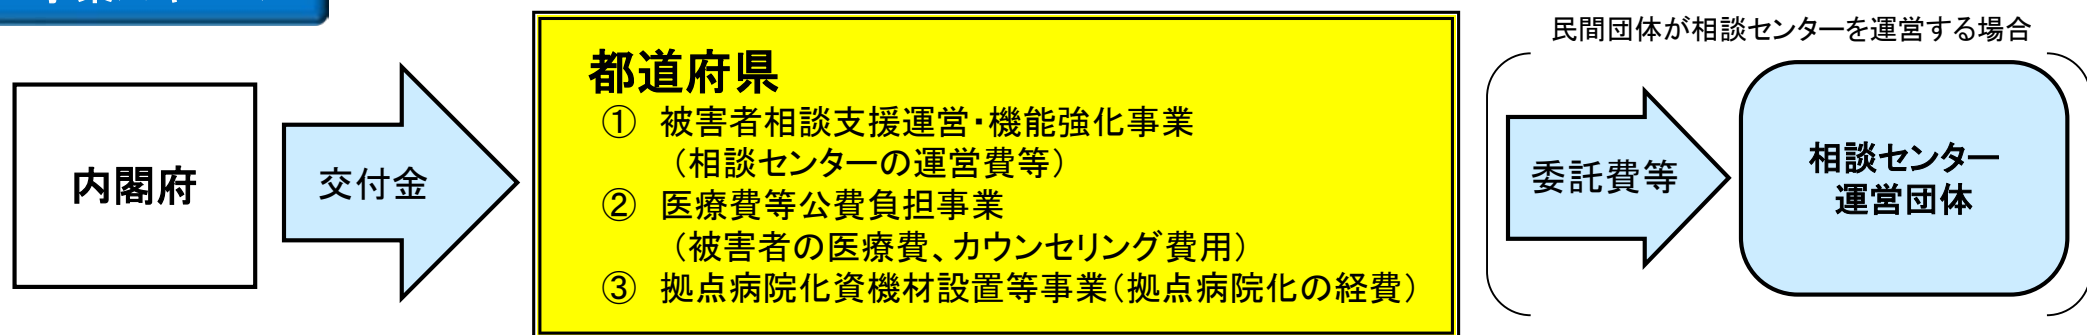 内閣府
交付金
都道府県
① 被害者相談支援運営・機能強化事業
（相談センターの運営費等）
② 医療費等公費負担事業
（被害者の医療費、カウンセリング費用）
③ 拠点病院化資機材設置等事業（拠点病院化の経費）
民間団体が相談センターを運営する場合
委託費等
相談センター
運営団体